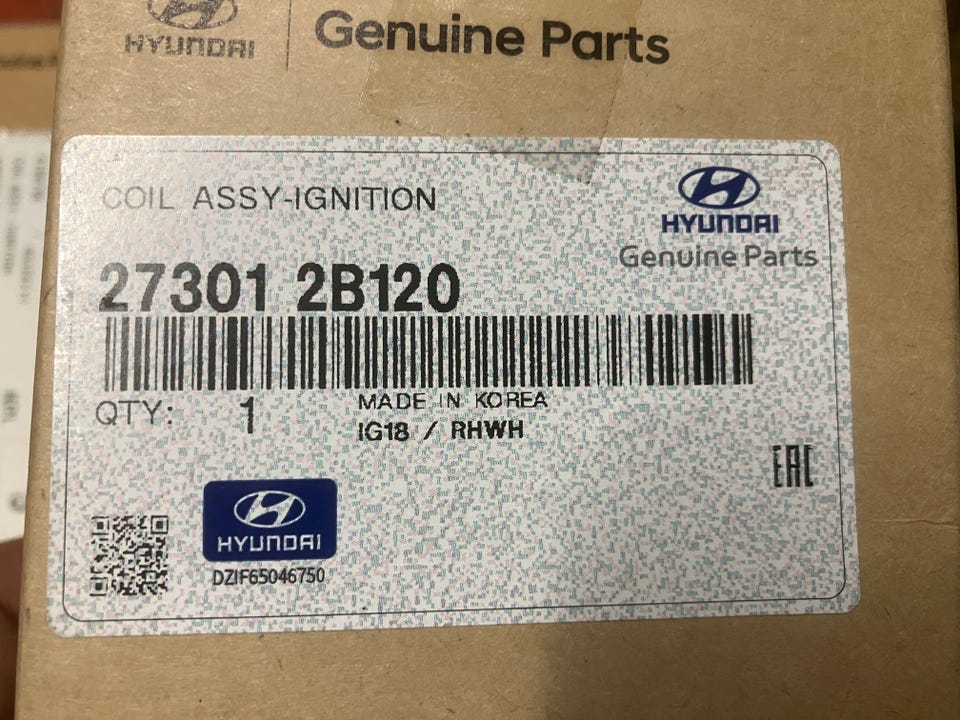 HYUNDAI
Genuine Parts
COIL ASSY-IGNITION
HYUNDAI
Genuine Parts
27301 2B120
QTY: 1
MADE IN KOREA
IG18 / RHWH
EAC
HYUNDAI
DZIF65046750